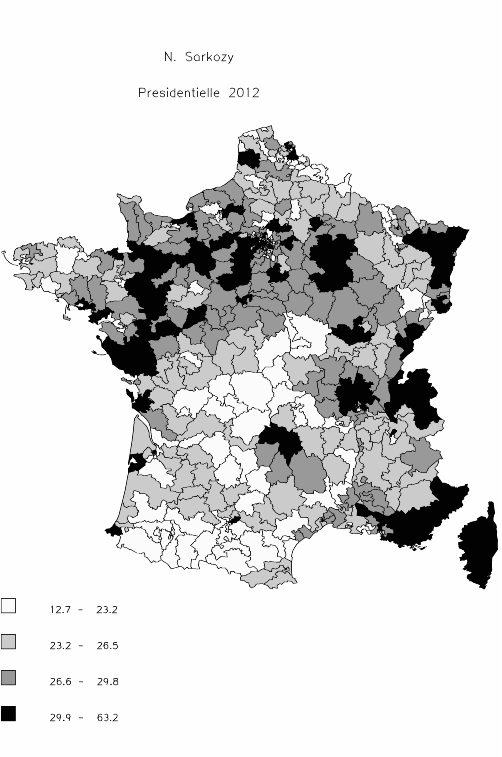 N. Sarkozy
Presidentielle 2012
12.7 - 23.2
23.2 - 26.5
26.6 - 29.8
29.9 - 63.2